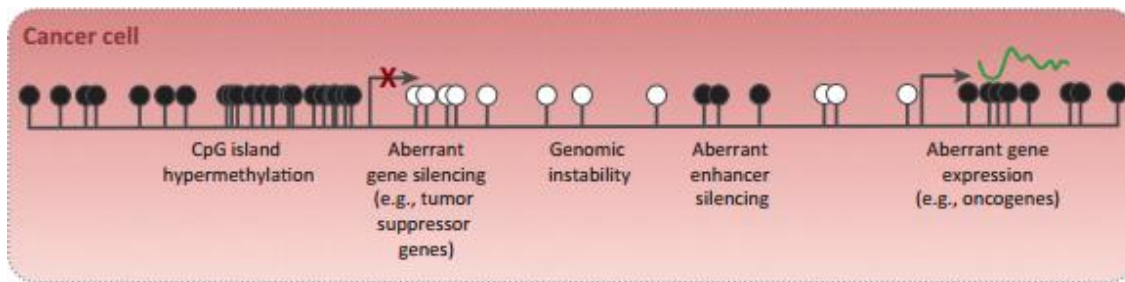 Cancer cell
X
CpG island
hypermethylation
Aberrant
gene silencing
(e.g., tumor
suppressor
genes)
Genomic
instability
Aberrant
enhancer
silencing
Aberrant gene
expression
(e.g., oncogenes)